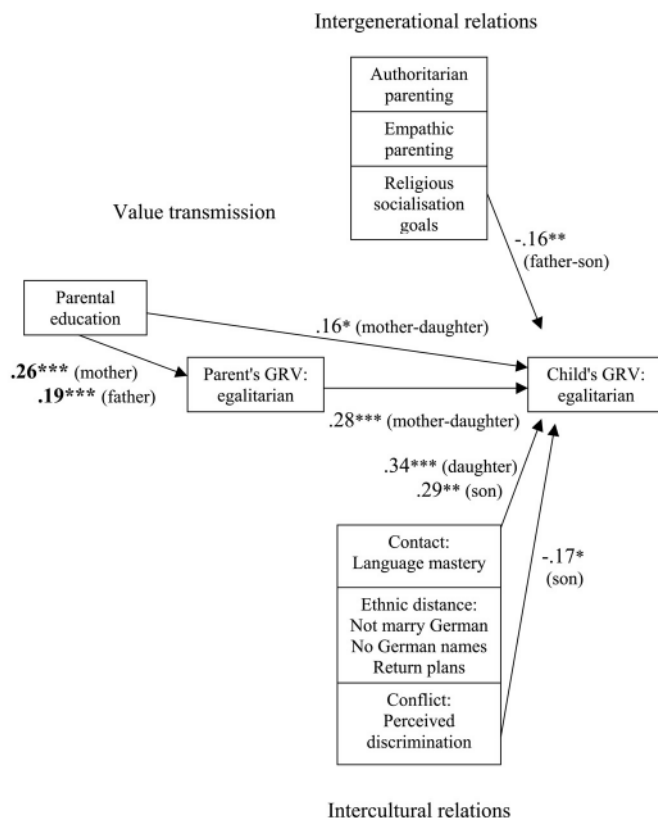 Intergenerational relations
Authoritarian
parenting
Empathic
parenting
Religious
socialisation
goals
Value transmission
-.16**
(father-son)
Parental
education
.16* (mother-daughter)
.26*** (mother)
.19*** (father)
Parent's GRV:
egalitarian
Child's GRV:
egalitarian
.28*** (mother-daughter)
.34*** (daughter)
.29** (son)
Contact:
Language mastery
-.17*
(son)
Ethnic distance:
Not marry German
No German names
Return plans
Conflict:
Perceived
discrimination
Intercultural relations